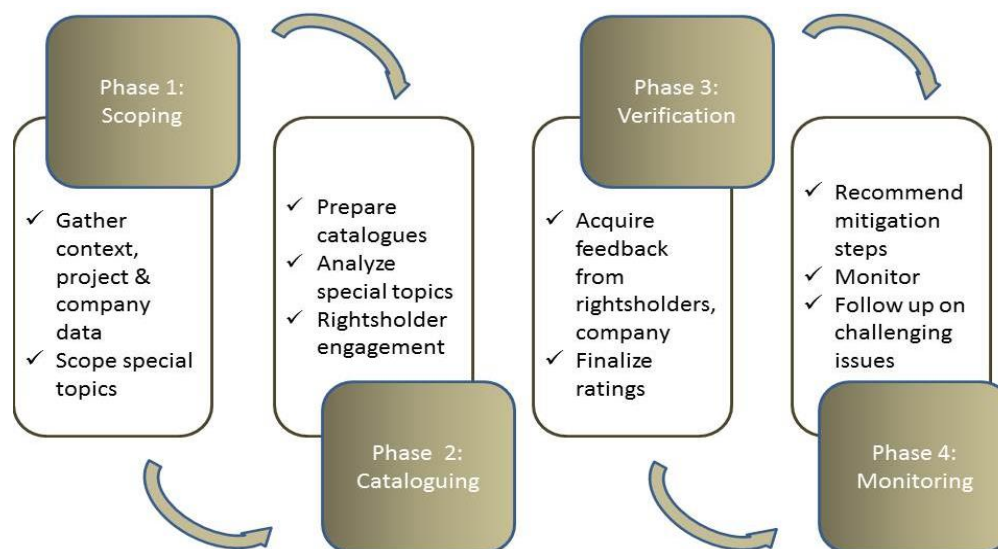 Phase 1:
Scoping
✓ Gather
context,
project &
company
data
✓ Scope special
topics
✓ Prepare
catalogues
✓ Analyze
special topics
✓ Rightsholder
engagement
Phase 2:
Cataloguing
Phase 3:
Verification
✓ Acquire
feedback
from
rightsholders,
company
✓ Finalize
ratings
✓ Recommend
mitigation
steps
✓ Monitor
✓ Follow up on
challenging
issues
Phase 4:
Monitoring